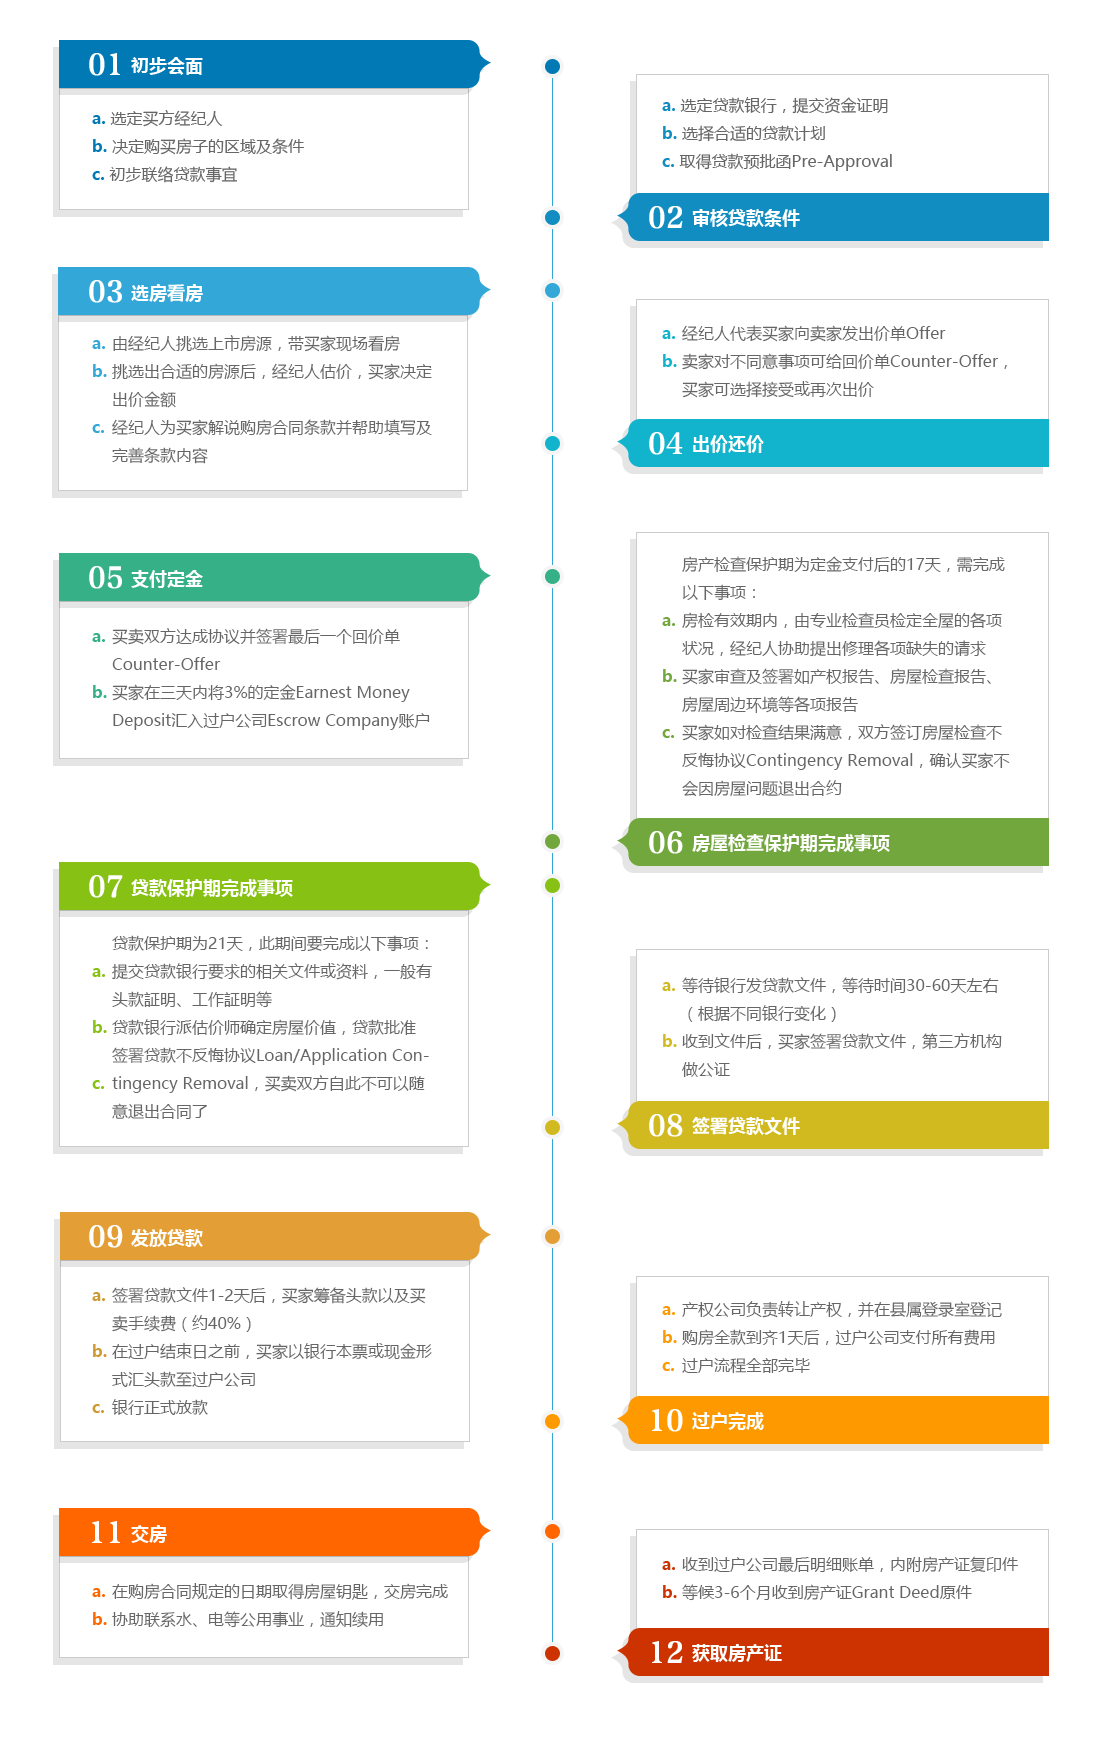 01 初步会面
a. 选定买方经纪人
b. 决定购买房子的区域及条件
c. 初步联络贷款事宜
a. 选定贷款银行，提交资金证明
b. 选择合适的贷款计划
c. 取得贷款预批函Pre-Approval
02 审核贷款条件
03 选房看房
a. 由经纪人挑选上市房源，带买家现场看房
b. 挑选出合适的房源后，经纪人估价，买家决定
出价金额
c. 经纪人为买家解说购房合同条款并帮助填写及
完善条款内容
a. 经纪人代表买家向卖家发出价单Offer
b. 卖家对不同意事项可给回价单Counter-Offer，
买家可选择接受或再次出价
04 出价还价
05 支付定金
a. 买卖双方达成协议并签署最后一个回价单
Counter-Offer
b. 买家在三天内将3%的定金Earnest Money
Deposit汇入过户公司Escrow Company账户
房产检查保护期为定金支付后的17天，需完成
以下事项：
a. 房检有效期内，由专业检查员检定全屋的各项
状况，经纪人协助提出修理各项缺失的请求
b. 买家审查及签署如产权报告、房屋检查报告、
房屋周边环境等各项报告
c. 买家如对检查结果满意，双方签订房屋检查不
反悔协议Contingency Removal，确认买家不
会因房屋问题退出合约
06 房屋检查保护期完成事项
07 贷款保护期完成事项
贷款保护期为21天，此期间要完成以下事项：
a. 提交贷款银行要求的相关文件或资料，一般有
头款証明、工作証明等
b. 贷款银行派估价师确定房屋价值，贷款批准
签署贷款不反悔协议Loan/Application Con-
c. tingency Removal，买卖双方自此不可以随
意退出合同了
a. 等待银行发贷款文件，等待时间30-60天左右
（根据不同银行变化）
b. 收到文件后，买家签署贷款文件，第三方机构
做公证
08 签署贷款文件
09 发放贷款
a. 签署贷款文件1-2天后，买家筹备头款以及买
卖手续费（约40%）
b. 在过户结束日之前，买家以银行本票或现金形
式汇头款至过户公司
c. 银行正式放款
a. 产权公司负责转让产权，并在县属登录室登记
b. 购房全款到齐1天后，过户公司支付所有费用
c. 过户流程全部完毕
10 过户完成
11 交房
a. 在购房合同规定的日期取得房屋钥匙，交房完成
b. 协助联系水、电等公用事业，通知续用
a. 收到过户公司最后明细账单，内附房产证复印件
b. 等候3-6个月收到房产证Grant Deed原件
12 获取房产证